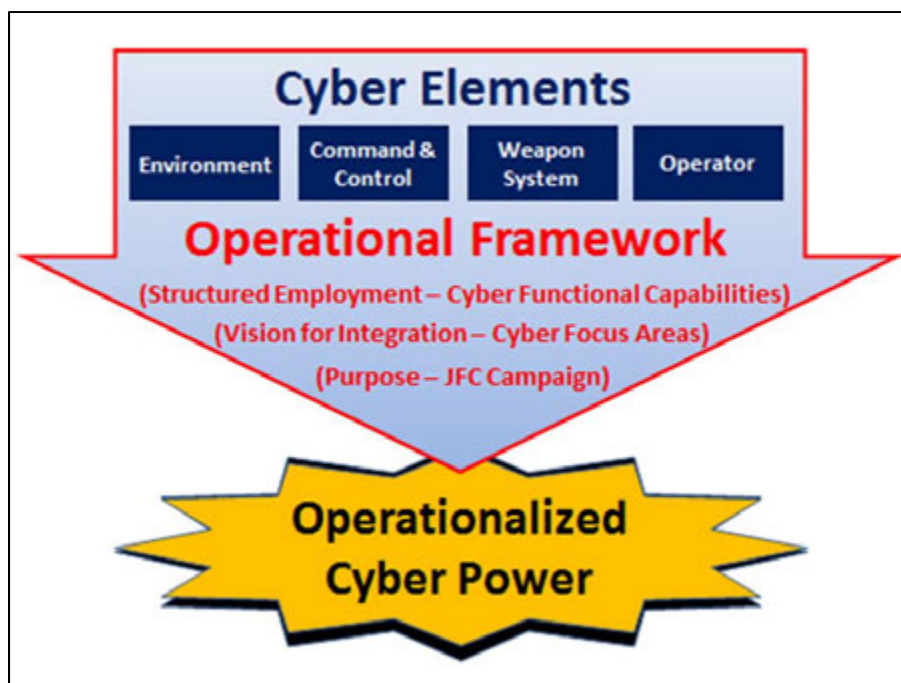 Cyber Elements
Environment
Command &
Control
Weapon
System
Operator
Operational Framework
(Structured Employment – Cyber Functional Capabilities)
(Vision for Integration – Cyber Focus Areas)
(Purpose – JFC Campaign)
Operationalized
Cyber Power